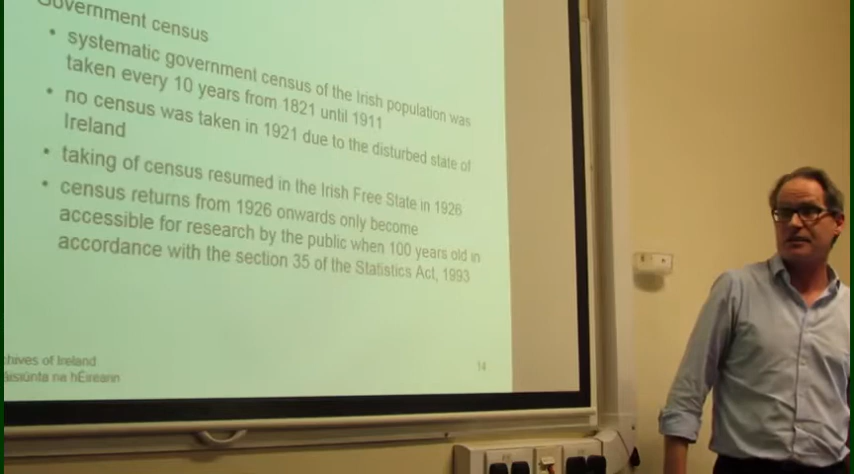 Government census
• systematic government census of the Irish population was
taken every 10 years from 1821 until 1911
• no census was taken in 1921 due to the disturbed state of
Ireland
• taking of census resumed in the Irish Free State in 1926
• census returns from 1926 onwards only become
accessible for research by the public when 100 years old in
accordance with the section 35 of the Statistics Act, 1993
chives of Ireland
áisiúnta na hÉireann
14